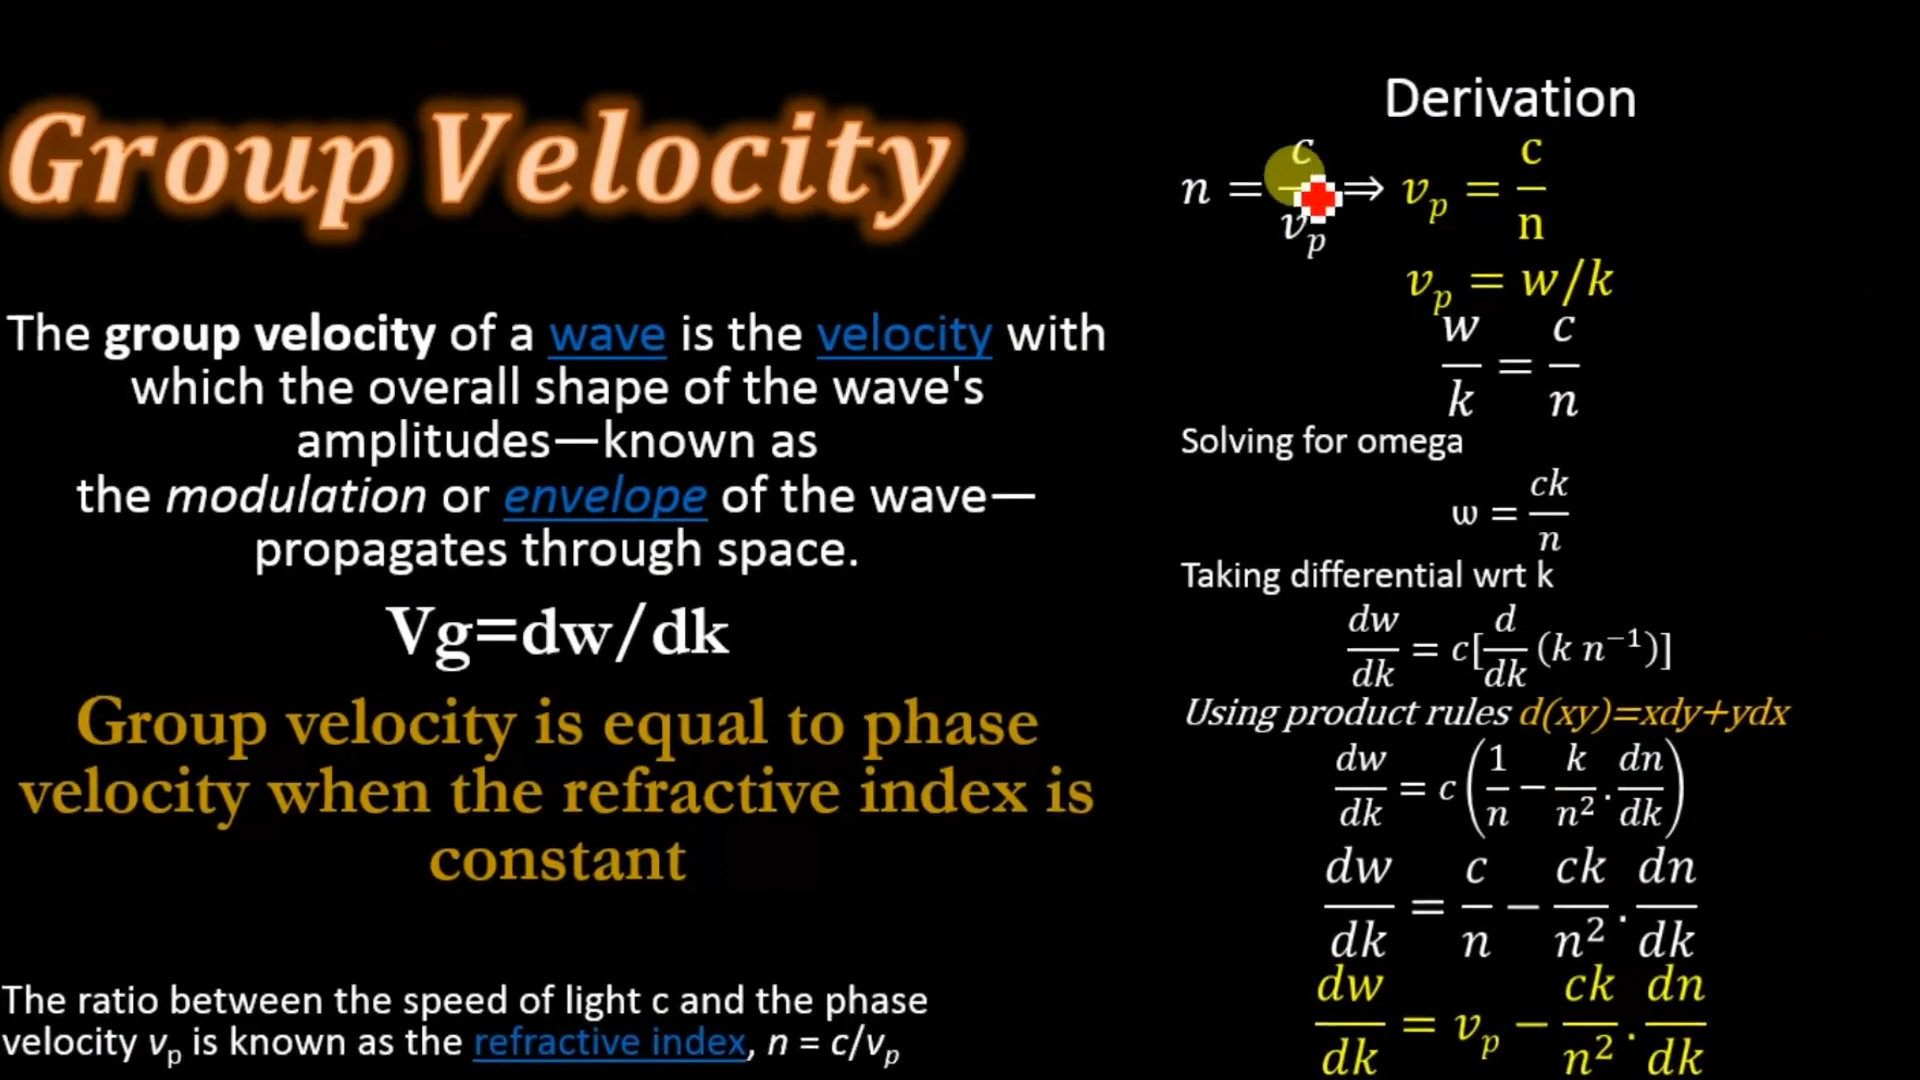 Group Velocity
The group velocity of a wave is the velocity with
which the overall shape of the wave's
amplitudes—known as
the modulation or envelope of the wave—
propagates through space.
Vg=dw/dk
Group velocity is equal to phase
velocity when the refractive index is
constant
The ratio between the speed of light c and the phase
velocity vₚ is known as the refractive index, n = c/vₚ
Derivation
n = c/vₚ ⇒ vₚ = c/n
vₚ = w/k
w/k = c/n
Solving for omega
ω = ck/n
Taking differential wrt k
dw/dk = c[d/dk (k n⁻¹)]
Using product rules d(xy)=xdy+ydx
dw/dk = c(1/n − k/n² . dn/dk)
dw/dk = c/n − ck/n² . dn/dk
dw/dk = vₚ − ck/n² . dn/dk